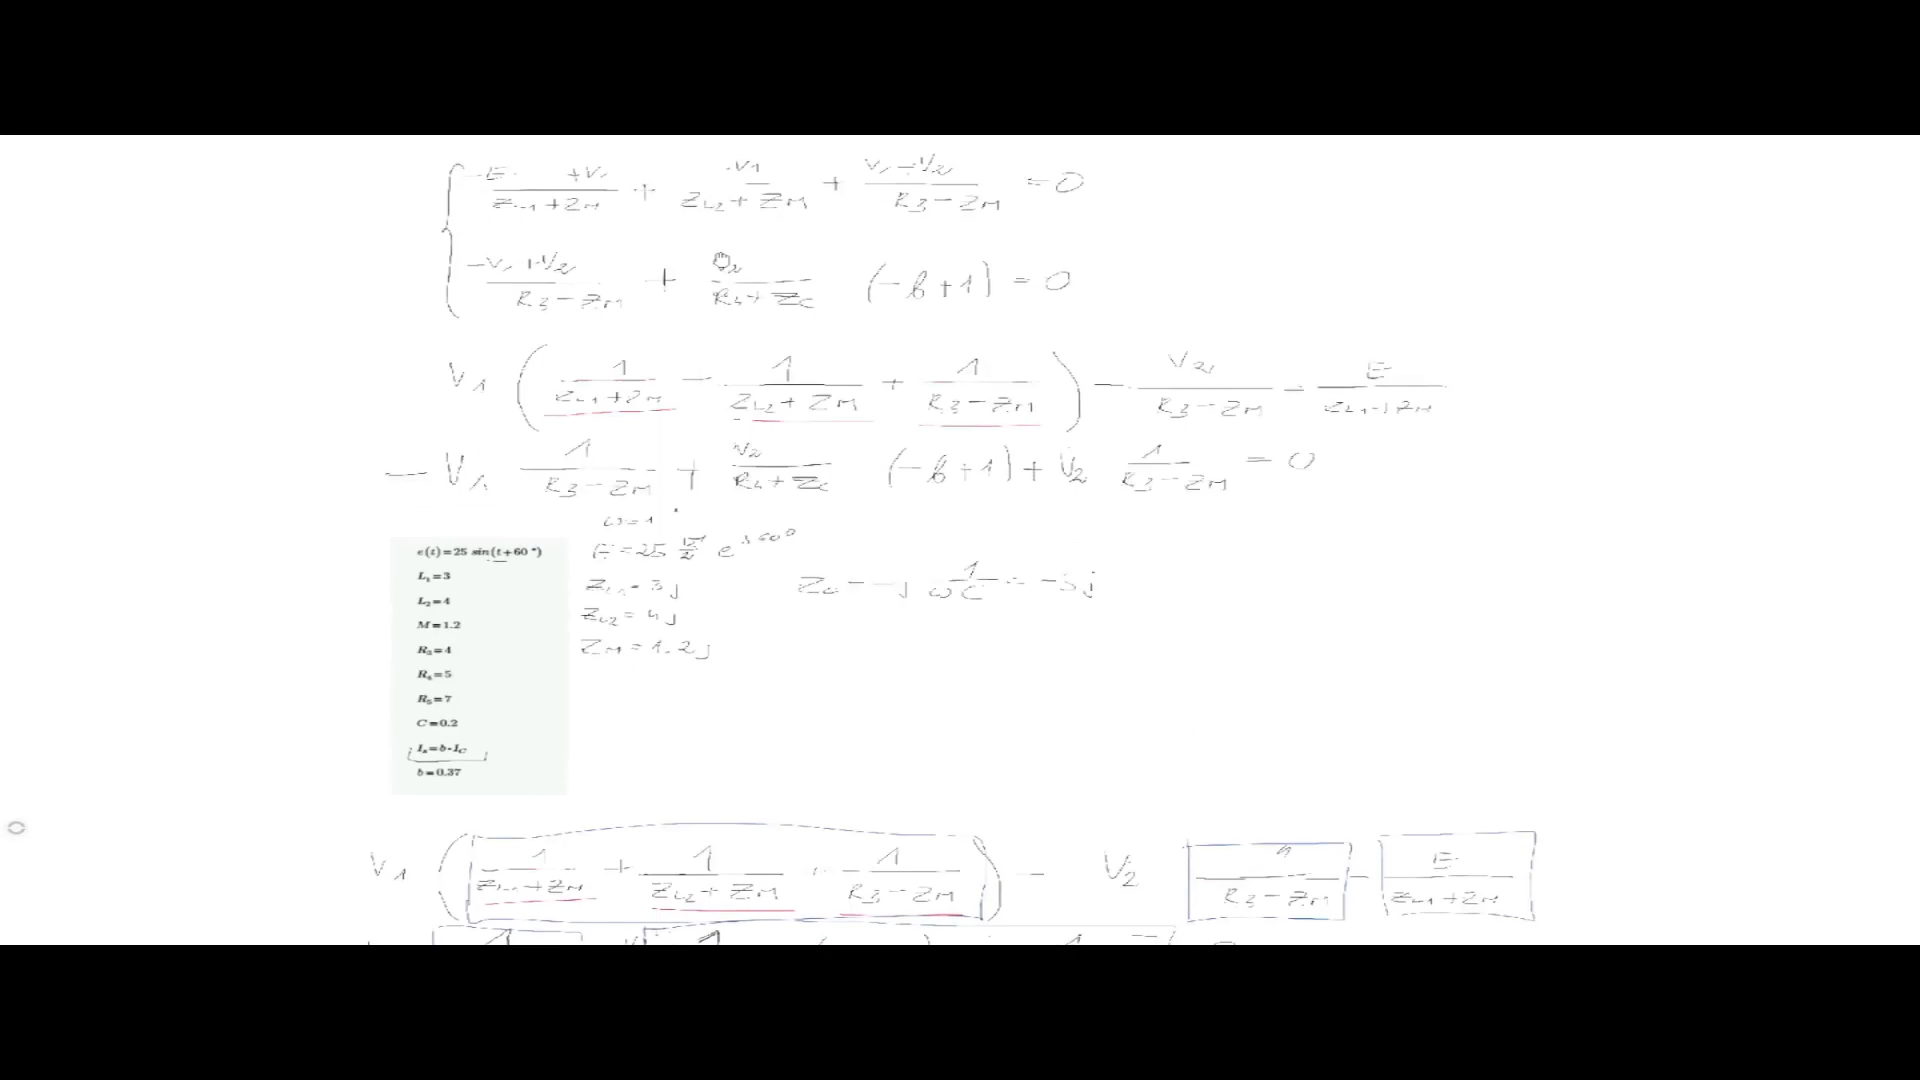 -E +V₁ / Z_L1+Z_M + -V₁ / Z_L2+Z_M + V₁-V₂ / R₃-Z_M = 0
-V₁+V₂ / R₃-Z_M + V₂ / R₄+Z_C (-b+1) = 0
V₁ ( 1 / Z_L1+Z_M - 1 / Z_L2+Z_M + 1 / R₃-Z_M ) - V₂ / R₃-Z_M = E / Z_L1+Z_M
- V₁ 1 / R₃-Z_M + V₂ / R₄+Z_C (-b+1) + V₂ 1 / R₃-Z_M = 0
ω=1
e(t)=25 sin(t+60°) E=25 √2/2 e^j60°
L₁=3 Z_L1=3j Z_C=-j 1/ωC=-5j
L₂=4 Z_L2=4j
M=1.2 Z_M=1.2j
R₃=4
R₄=5
R₅=7
C=0.2
Iₛ=b·I_C
b=0.37
V₁ ( 1 / Z_L1+Z_M + 1 / Z_L2+Z_M + 1 / R₃-Z_M ) - V₂ 1 / R₃-Z_M = E / Z_L1+Z_M